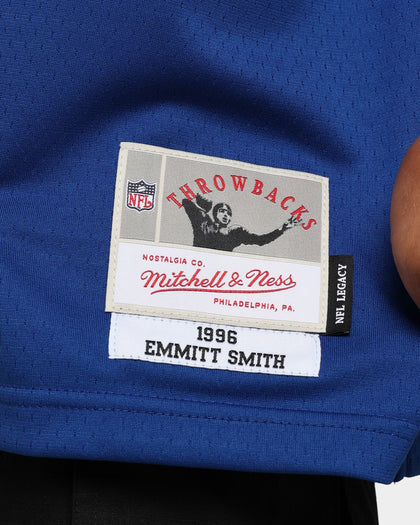 NFL
THROWBACKS
NOSTALGIA CO.
Mitchell & Ness
PHILADELPHIA, PA.
NFL LEGACY
1996
EMMITT SMITH